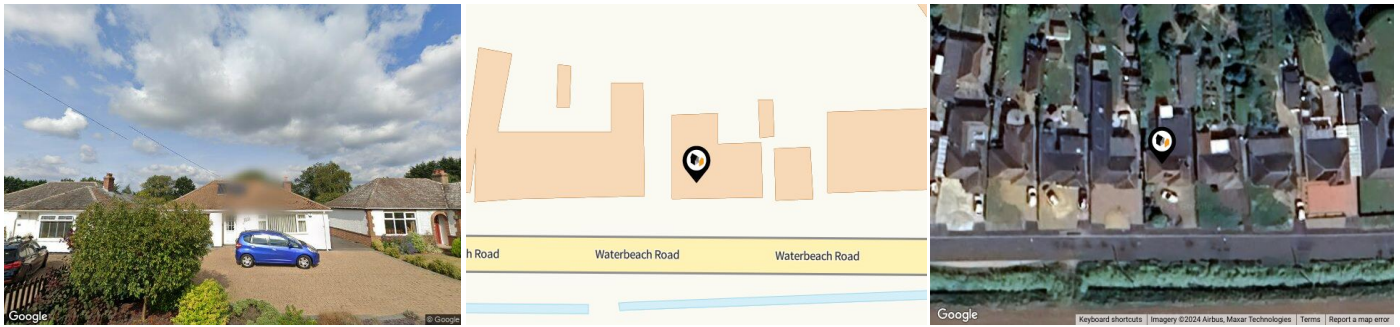 h Road
Waterbeach Road
Waterbeach Road
Google
© Google
Google
Keyboard shortcuts
Imagery ©2024 Airbus, Maxar Technologies
Terms
Report a map error